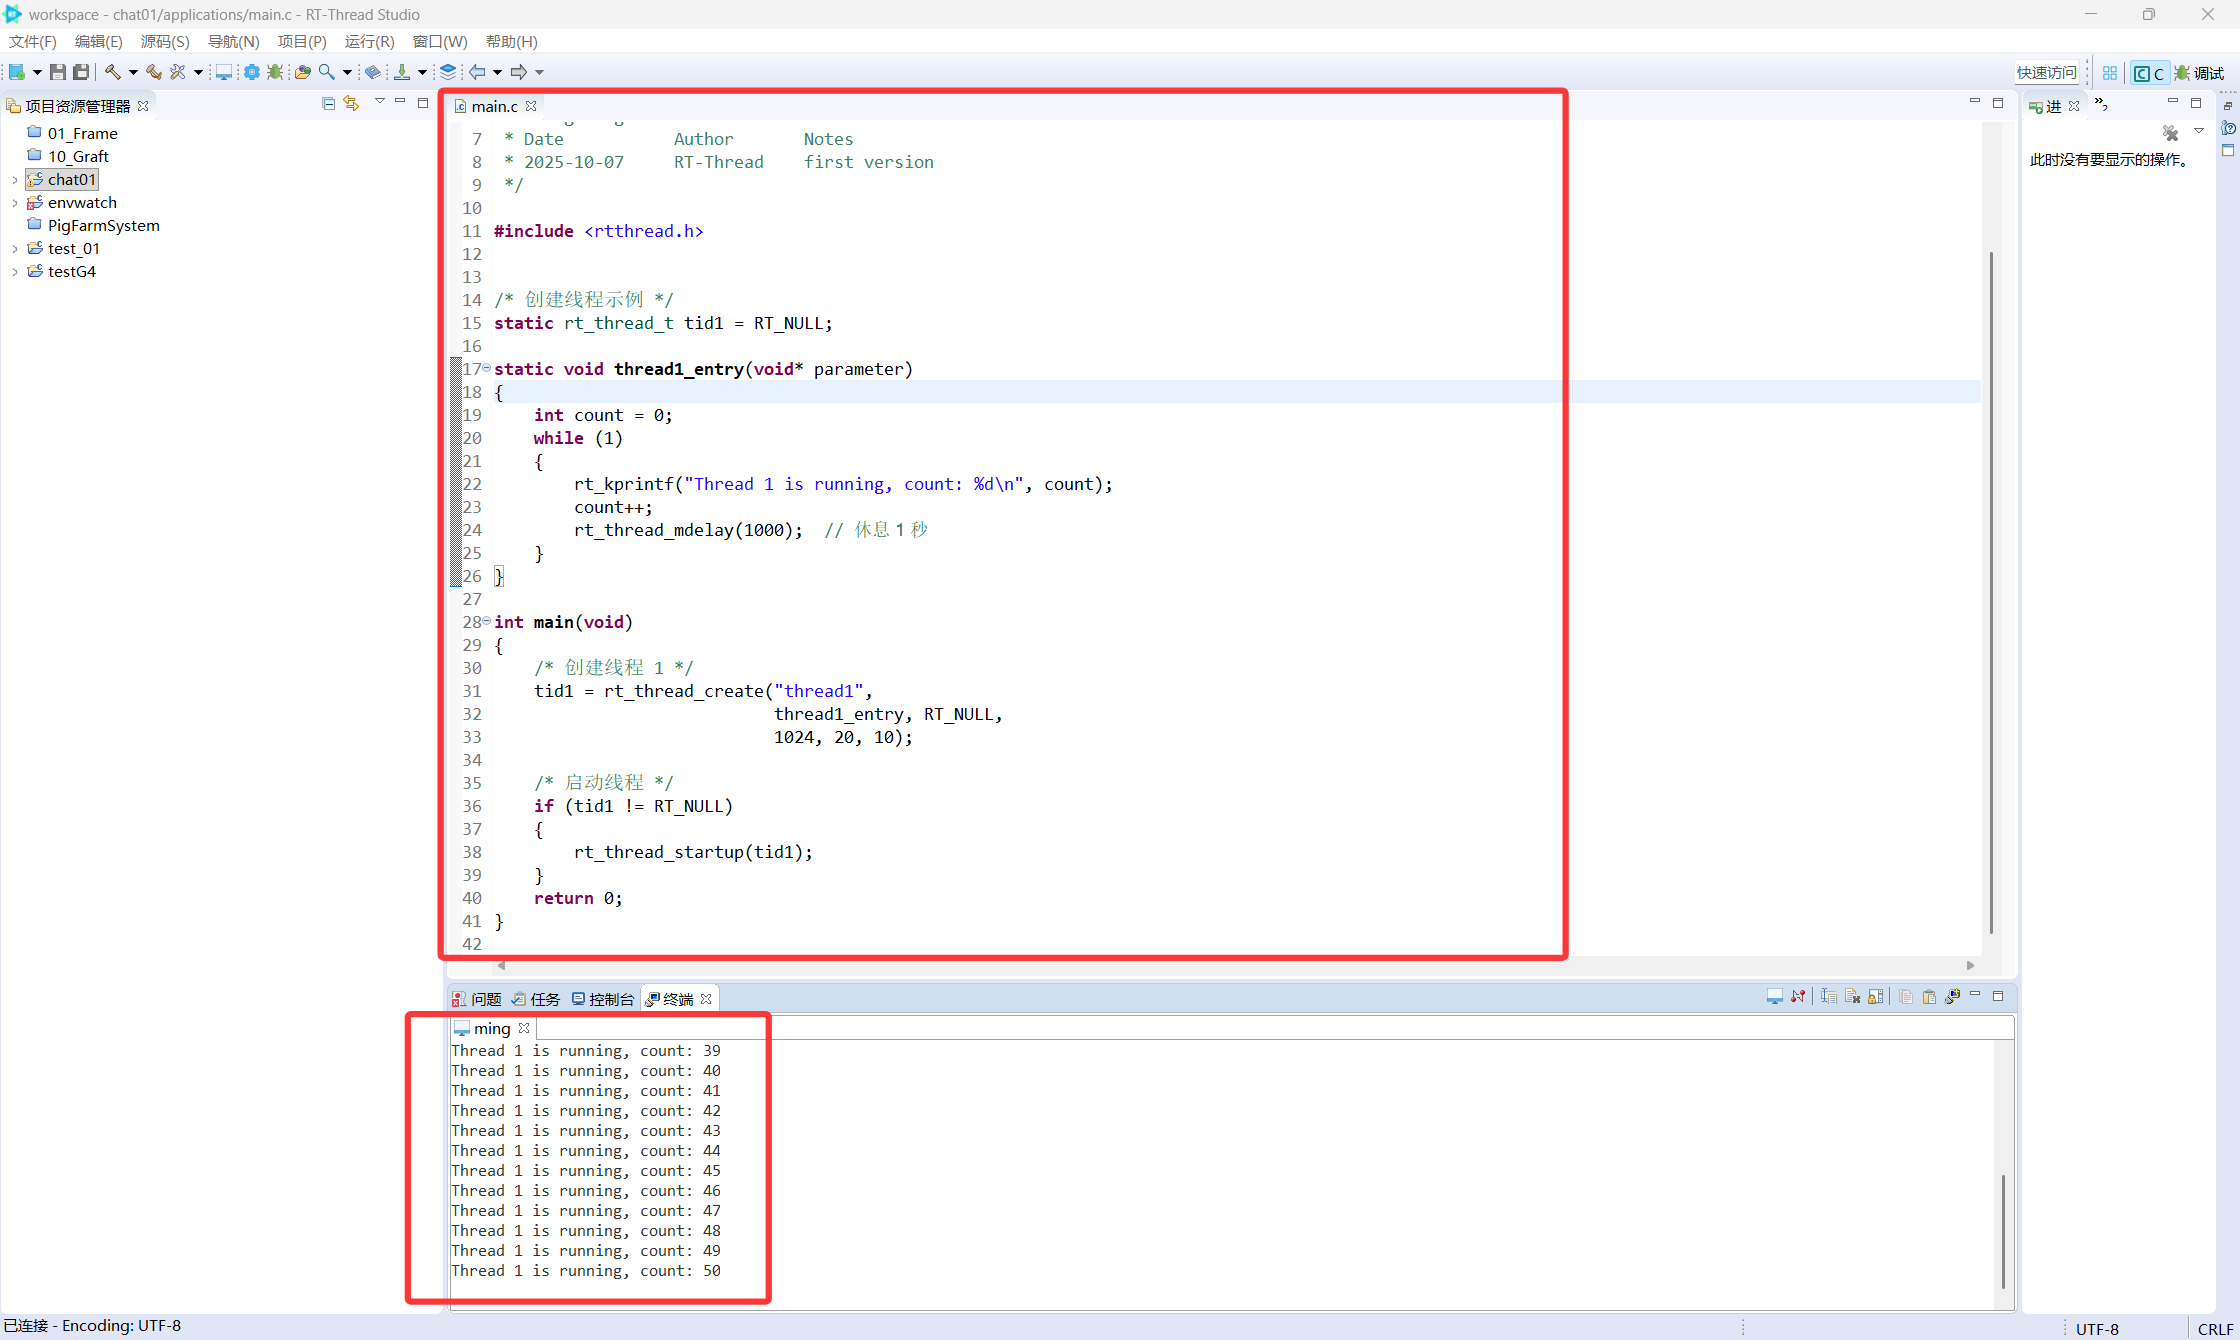 workspace - chat01/applications/main.c - RT-Thread Studio
文件(F) 编辑(E) 源码(S) 导航(N) 项目(P) 运行(R) 窗口(W) 帮助(H)
快速访问 C 调试
项目资源管理器
01_Frame
10_Graft
chat01
envwatch
PigFarmSystem
test_01
testG4
main.c
7 * Date           Author       Notes
8 * 2025-10-07     RT-Thread    first version
9 */
10
11 #include <rtthread.h>
12
13
14 /* 创建线程示例 */
15 static rt_thread_t tid1 = RT_NULL;
16
17 static void thread1_entry(void* parameter)
18 {
19     int count = 0;
20     while (1)
21     {
22         rt_kprintf("Thread 1 is running, count: %d\n", count);
23         count++;
24         rt_thread_mdelay(1000);  // 休息1秒
25     }
26 }
27
28 int main(void)
29 {
30     /* 创建线程 1 */
31     tid1 = rt_thread_create("thread1",
32                             thread1_entry, RT_NULL,
33                             1024, 20, 10);
34
35     /* 启动线程 */
36     if (tid1 != RT_NULL)
37     {
38         rt_thread_startup(tid1);
39     }
40     return 0;
41 }
42
进
此时没有要显示的操作。
问题 任务 控制台 终端
ming
Thread 1 is running, count: 39
Thread 1 is running, count: 40
Thread 1 is running, count: 41
Thread 1 is running, count: 42
Thread 1 is running, count: 43
Thread 1 is running, count: 44
Thread 1 is running, count: 45
Thread 1 is running, count: 46
Thread 1 is running, count: 47
Thread 1 is running, count: 48
Thread 1 is running, count: 49
Thread 1 is running, count: 50
已连接 - Encoding: UTF-8
UTF-8 CRLF